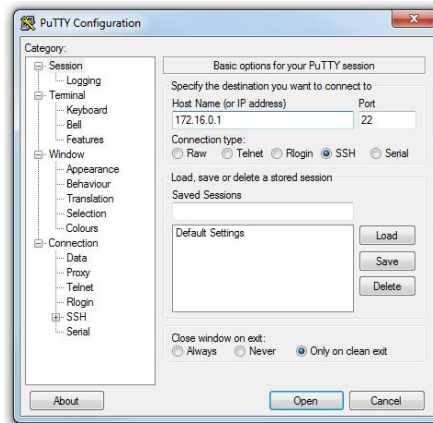 PuTTY Configuration
Category:
Session
Logging
Terminal
Keyboard
Bell
Features
Window
Appearance
Behaviour
Translation
Selection
Colours
Connection
Data
Proxy
Telnet
Rlogin
SSH
Serial
Basic options for your PuTTY session
Specify the destination you want to connect to
Host Name (or IP address) Port
172.16.0.1 22
Connection type:
Raw Telnet Rlogin SSH Serial
Load, save or delete a stored session
Saved Sessions
Default Settings
Load
Save
Delete
Close window on exit:
Always Never Only on clean exit
About Open Cancel